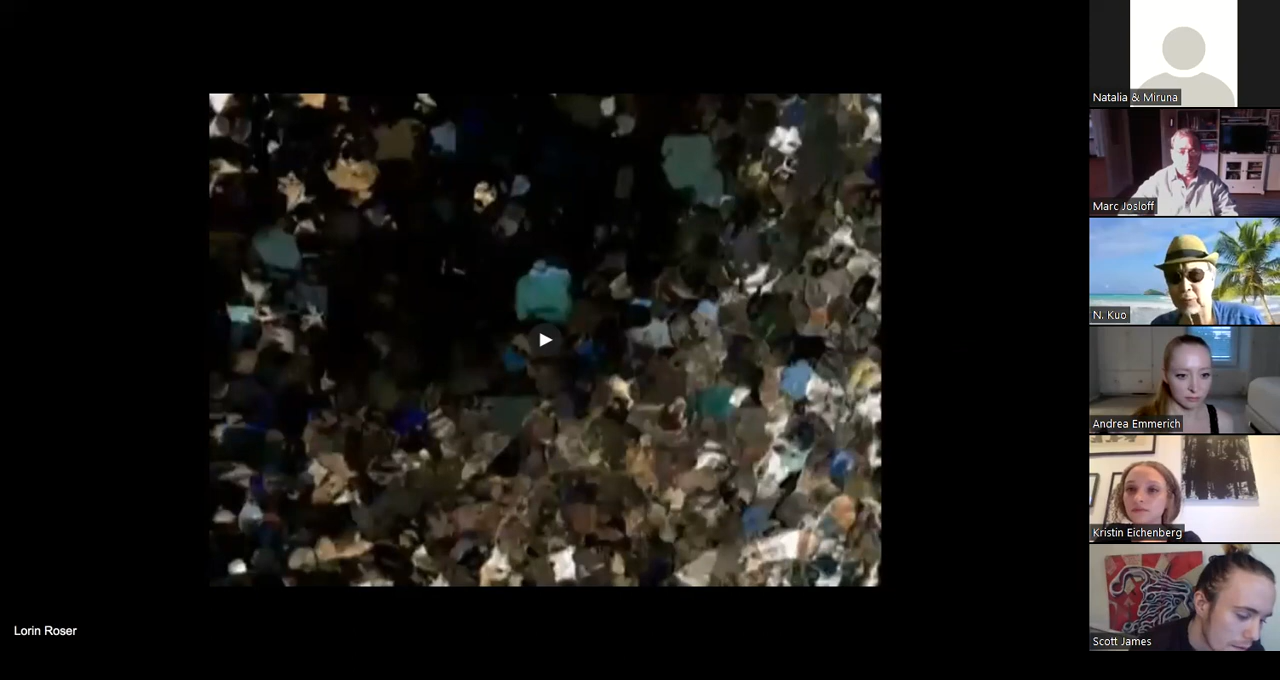 Lorin Roser
Natalia & Miruna
Marc Josloff
N. Kuo
Andrea Emmerich
Kristin Eichenberg
Scott James